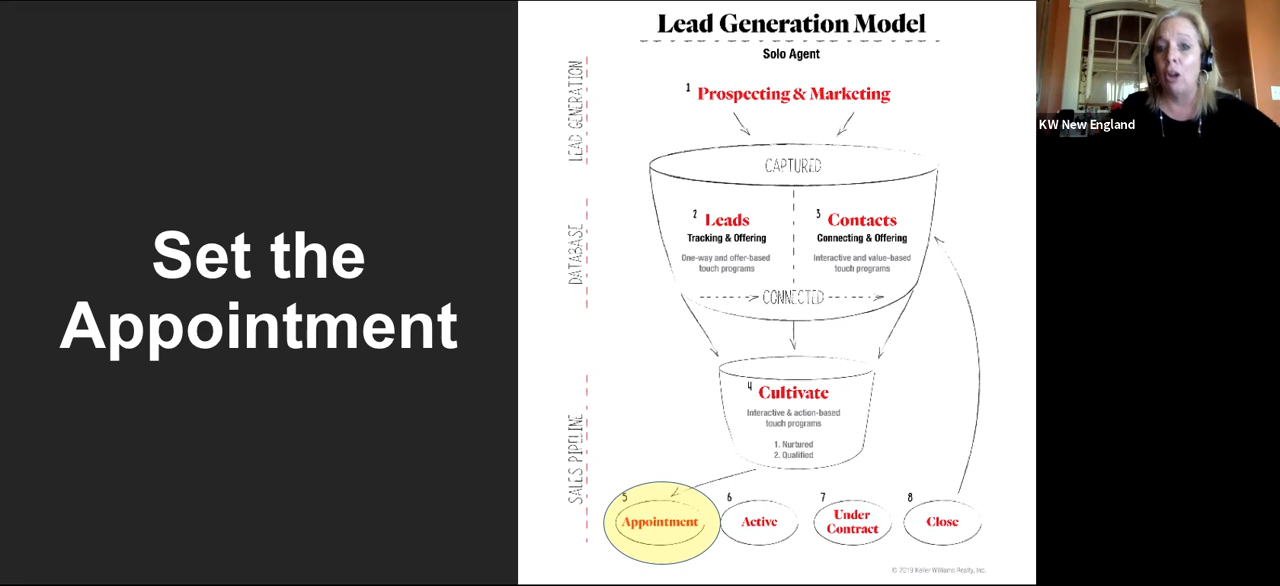 Set the
Appointment
Lead Generation Model
Solo Agent
LEAD GENERATION
1 Prospecting & Marketing
CAPTURED
DATABASE
2 Leads
Tracking & Offering
One-way and offer-based
touch programs
3 Contacts
Connecting & Offering
Interactive and value-based
touch programs
CONNECTED
SALES PIPELINE
4 Cultivate
Interactive & action-based
touch programs
1. Nurtured
2. Qualified
5 Appointment
6 Active
7 Under
Contract
8 Close
© 2019 Keller Williams Realty, Inc.
KW New England